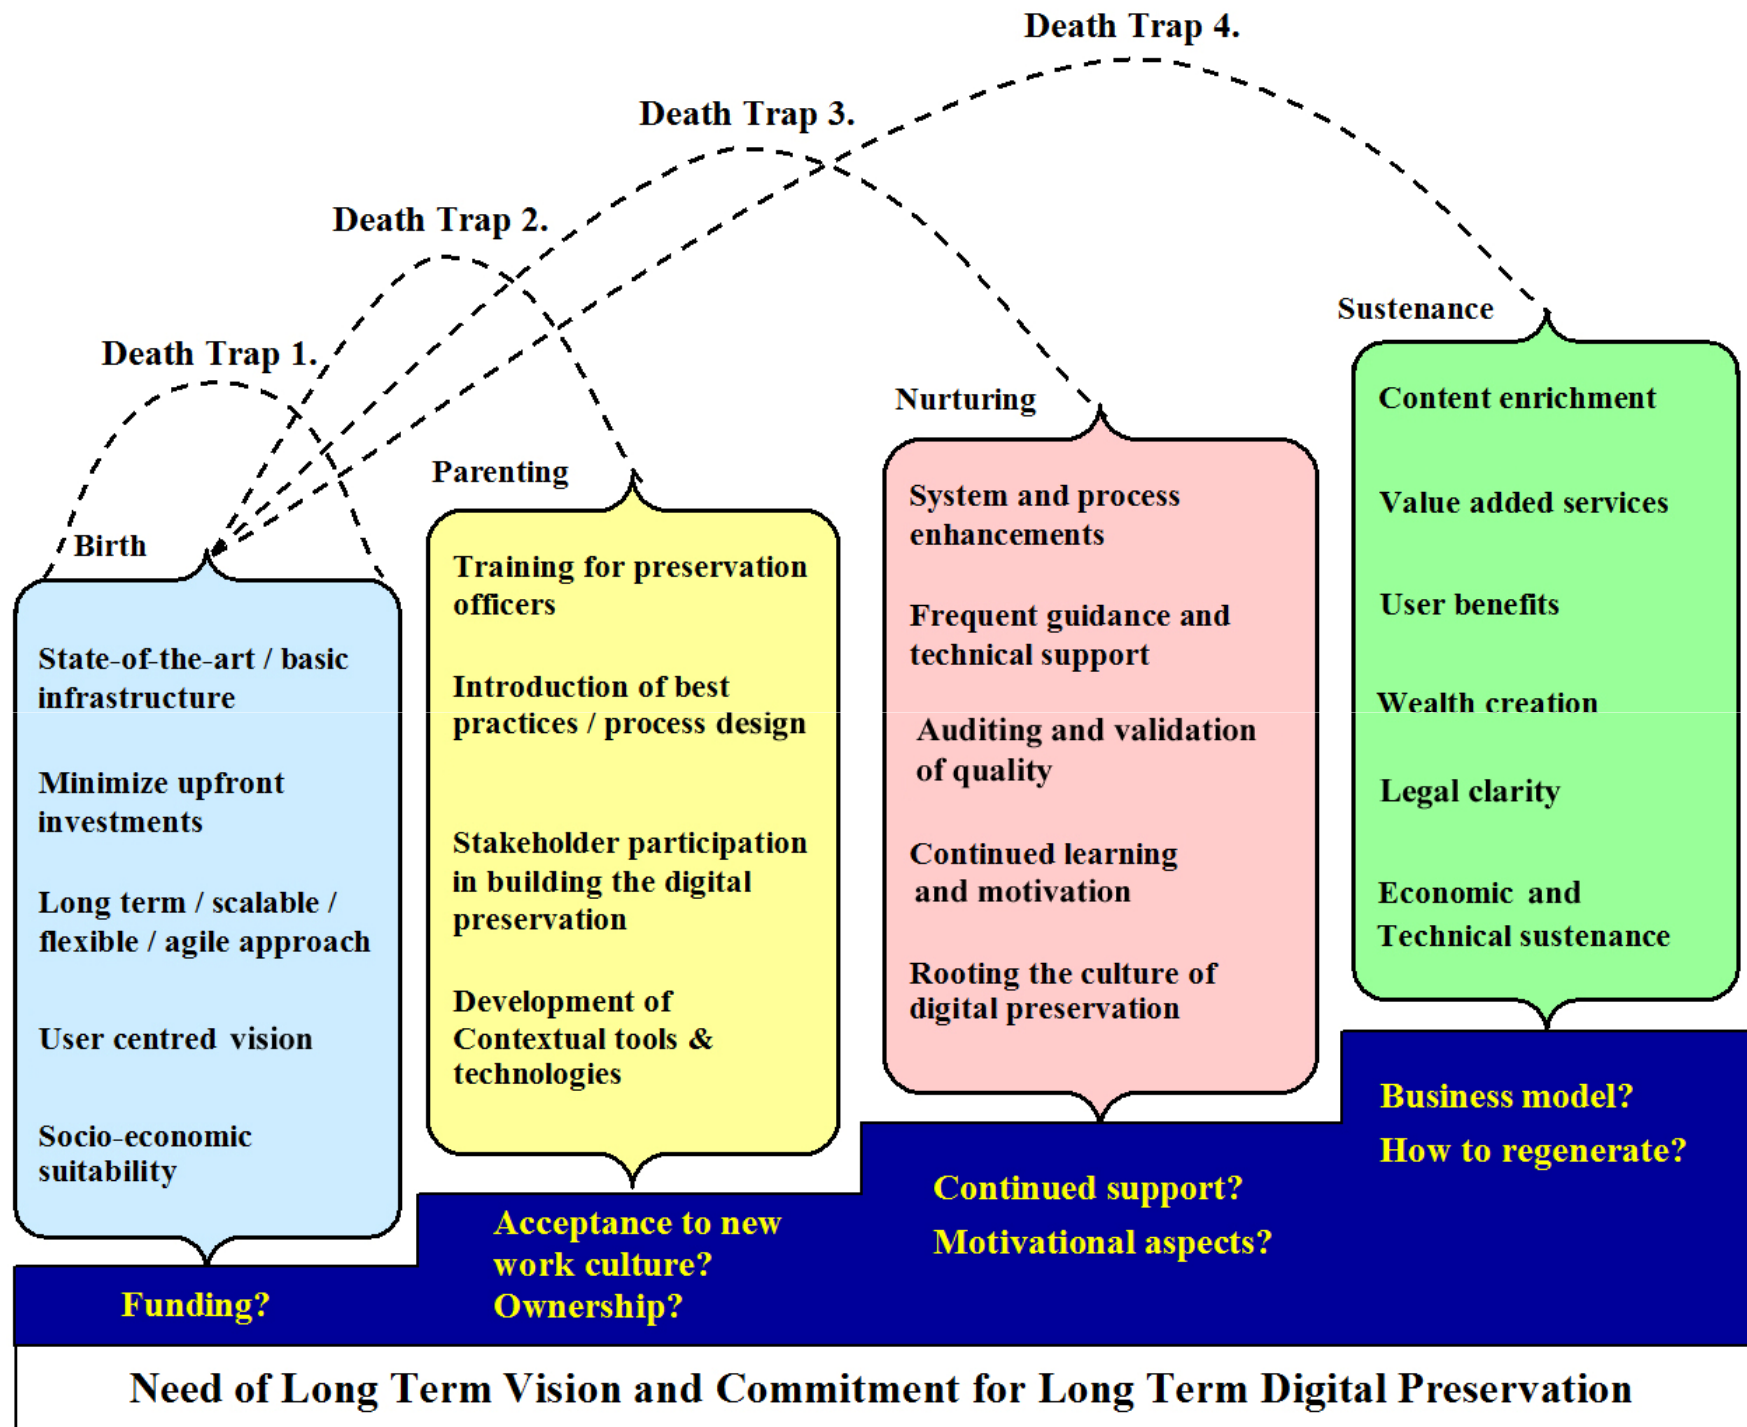 Death Trap 4.
Death Trap 3.
Death Trap 2.
Death Trap 1.
Birth
State-of-the-art / basic
infrastructure
Minimize upfront
investments
Long term / scalable /
flexible / agile approach
User centred vision
Socio-economic
suitability
Funding?
Parenting
Training for preservation
officers
Introduction of best
practices / process design
Stakeholder participation
in building the digital
preservation
Development of
Contextual tools &
technologies
Acceptance to new
work culture?
Ownership?
Nurturing
System and process
enhancements
Frequent guidance and
technical support
Auditing and validation
of quality
Continued learning
and motivation
Rooting the culture of
digital preservation
Continued support?
Motivational aspects?
Sustenance
Content enrichment
Value added services
User benefits
Wealth creation
Legal clarity
Economic and
Technical sustenance
Business model?
How to regenerate?
Need of Long Term Vision and Commitment for Long Term Digital Preservation